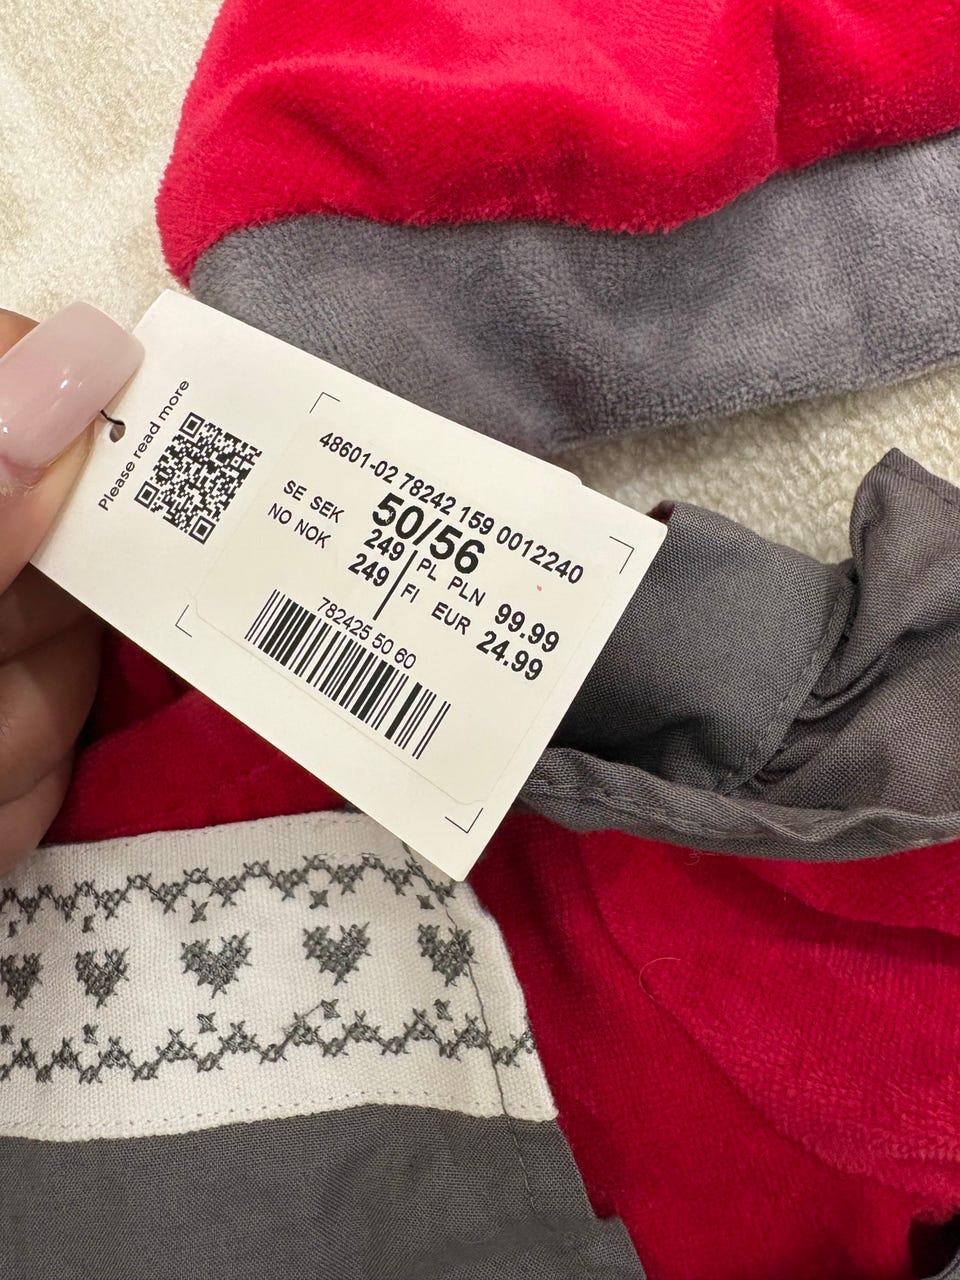 Please read more
48601-02 78242 159 0012240
50/56
SE SEK 249 PL PLN 99.99
NO NOK 249 FI EUR 24.99
782425 50 60